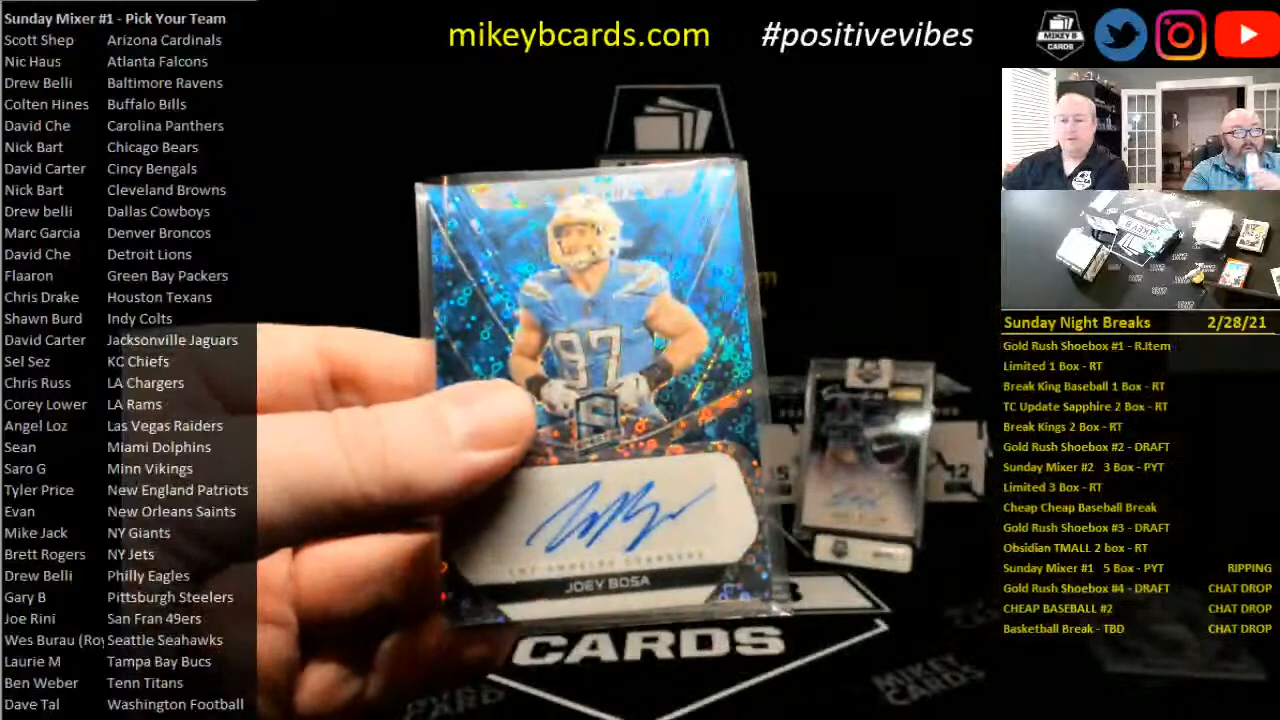 Sunday Mixer #1 - Pick Your Team
Scott Shep Arizona Cardinals
Nic Haus Atlanta Falcons
Drew Belli Baltimore Ravens
Colten Hines Buffalo Bills
David Che Carolina Panthers
Nick Bart Chicago Bears
David Carter Cincy Bengals
Nick Bart Cleveland Browns
Drew belli Dallas Cowboys
Marc Garcia Denver Broncos
David Che Detroit Lions
Flaaron Green Bay Packers
Chris Drake Houston Texans
Shawn Burd Indy Colts
David Carter Jacksonville Jaguars
Sel Sez KC Chiefs
Chris Russ LA Chargers
Corey Lower LA Rams
Angel Loz Las Vegas Raiders
Sean Miami Dolphins
Saro G Minn Vikings
Tyler Price New England Patriots
Evan New Orleans Saints
Mike Jack NY Giants
Brett Rogers NY Jets
Drew Belli Philly Eagles
Gary B Pittsburgh Steelers
Joe Rini San Fran 49ers
Wes Burau (Roy Seattle Seahawks
Laurie M Tampa Bay Bucs
Ben Weber Tenn Titans
Dave Tal Washington Football
mikeybcards.com #positivevibes
MIKEY B
CARDS
97
LOS ANGELES CHARGERS
JOEY BOSA
CARDS
MIKEY
CARDS
Sunday Night Breaks 2/28/21
Gold Rush Shoebox #1 - R.Item
Limited 1 Box - RT
Break King Baseball 1 Box - RT
TC Update Sapphire 2 Box - RT
Break Kings 2 Box - RT
Gold Rush Shoebox #2 - DRAFT
Sunday Mixer #2 3 Box - PYT
Limited 3 Box - RT
Cheap Cheap Baseball Break
Gold Rush Shoebox #3 - DRAFT
Obsidian TMALL 2 box - RT
Sunday Mixer #1 5 Box - PYT RIPPING
Gold Rush Shoebox #4 - DRAFT CHAT DROP
CHEAP BASEBALL #2 CHAT DROP
Basketball Break - TBD CHAT DROP